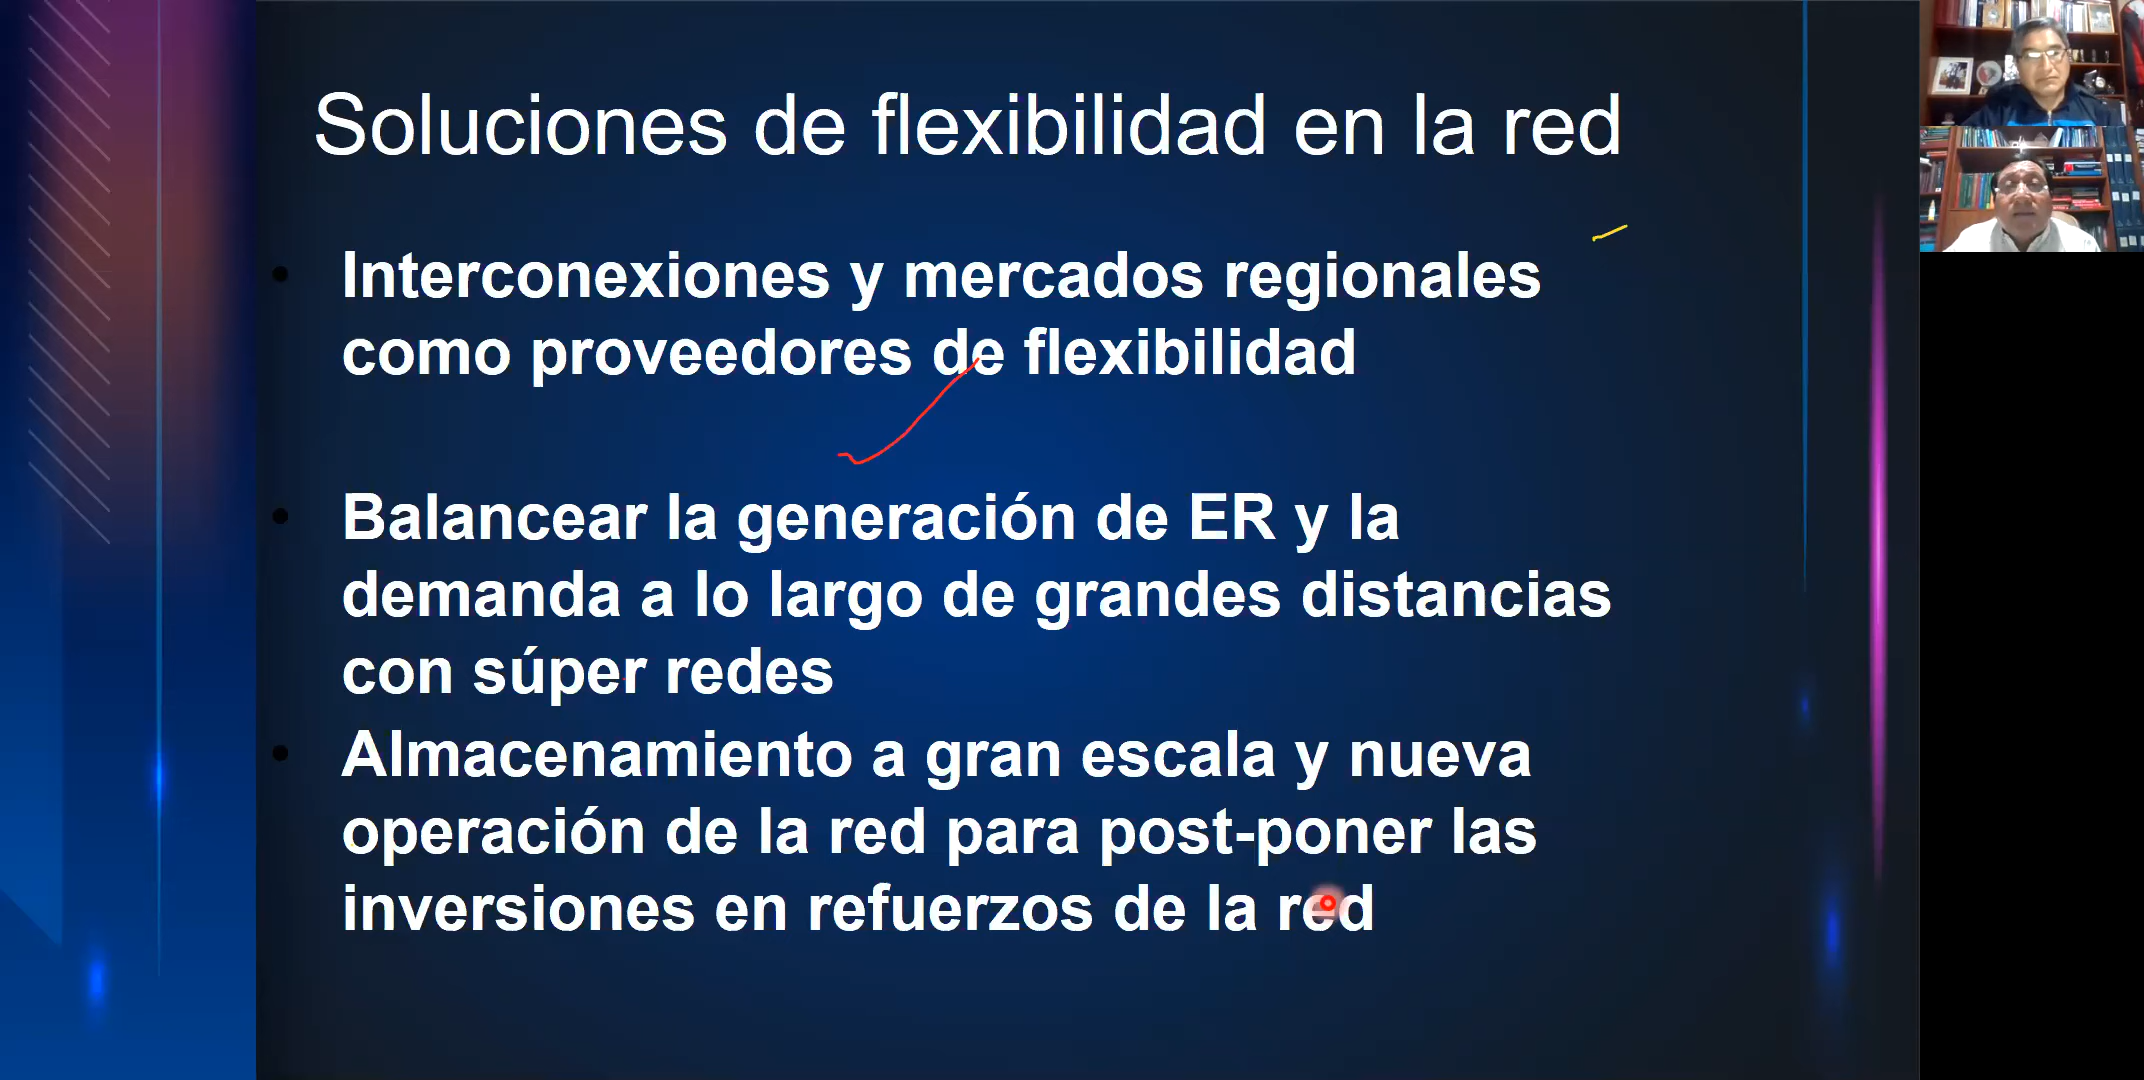 Soluciones de flexibilidad en la red
• Interconexiones y mercados regionales
como proveedores de flexibilidad
• Balancear la generación de ER y la
demanda a lo largo de grandes distancias
con súper redes
• Almacenamiento a gran escala y nueva
operación de la red para post-poner las
inversiones en refuerzos de la red